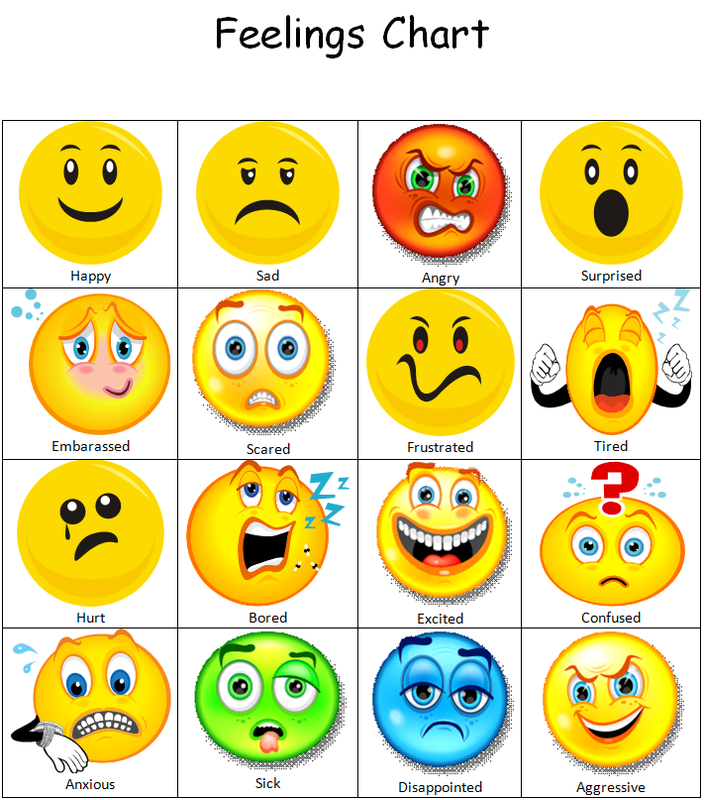 Feelings Chart
Happy
Sad
Angry
Surprised
Embarassed
Scared
Frustrated
Tired
Z
Z
Z
z
Hurt
Bored
Z
z
z
Z
Excited
Confused
?
Anxious
Sick
Disappointed
Aggressive